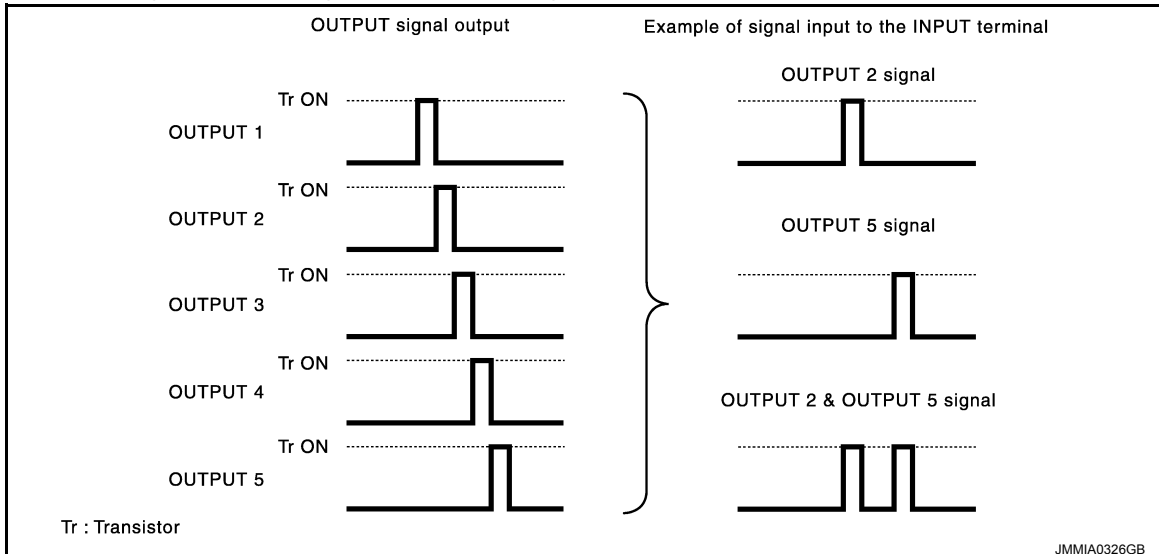 OUTPUT signal output
Example of signal input to the INPUT terminal
Tr ON
OUTPUT 1
Tr ON
OUTPUT 2
Tr ON
OUTPUT 3
Tr ON
OUTPUT 4
Tr ON
OUTPUT 5
OUTPUT 2 signal
OUTPUT 5 signal
OUTPUT 2 & OUTPUT 5 signal
Tr : Transistor
JMMIA0326GB